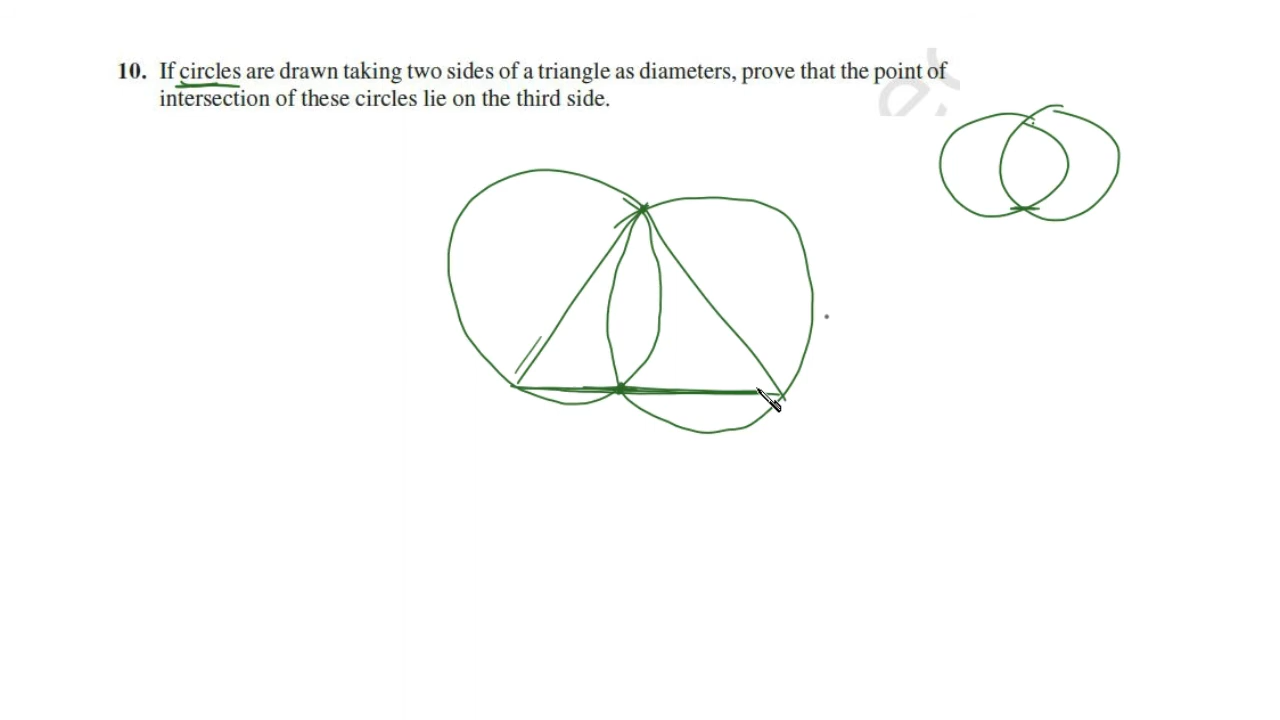 10. If circles are drawn taking two sides of a triangle as diameters, prove that the point of
intersection of these circles lie on the third side.